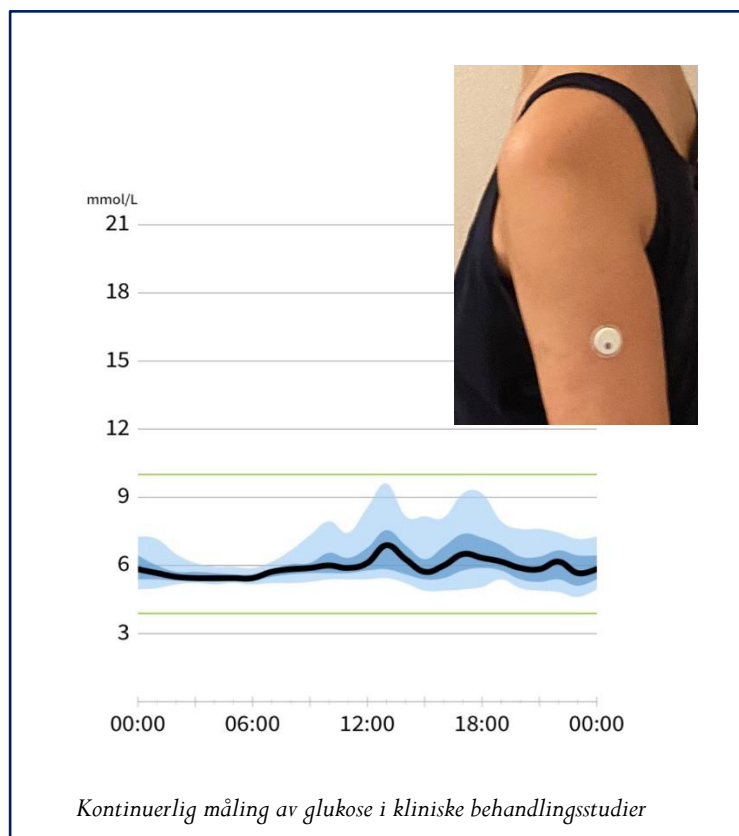 mmol/L
21
18
15
12
9
6
3
00:00 06:00 12:00 18:00 00:00
Kontinuerlig måling av glukose i kliniske behandlingsstudier